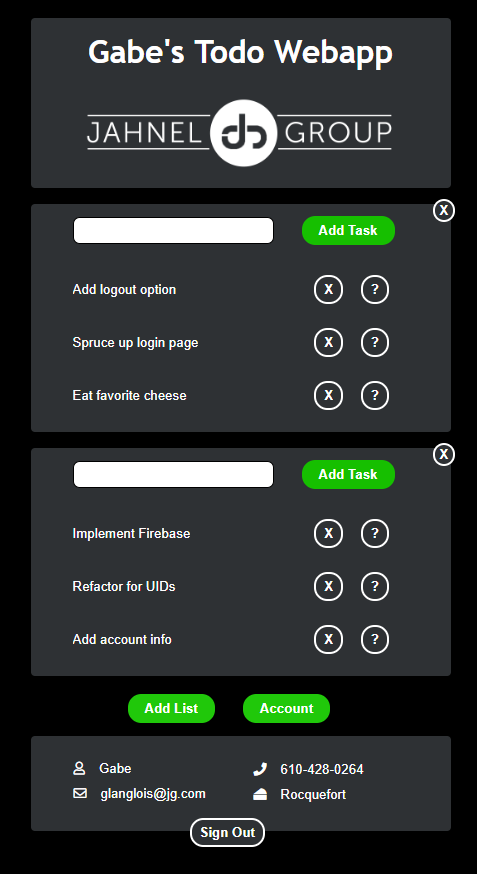 Gabe's Todo Webapp
JAHNEL GROUP
X
Add Task
Add logout option X ?
Spruce up login page X ?
Eat favorite cheese X ?
X
Add Task
Implement Firebase X ?
Refactor for UIDs X ?
Add account info X ?
Add List Account
Gabe 610-428-0264
glanglois@jg.com Rocquefort
Sign Out